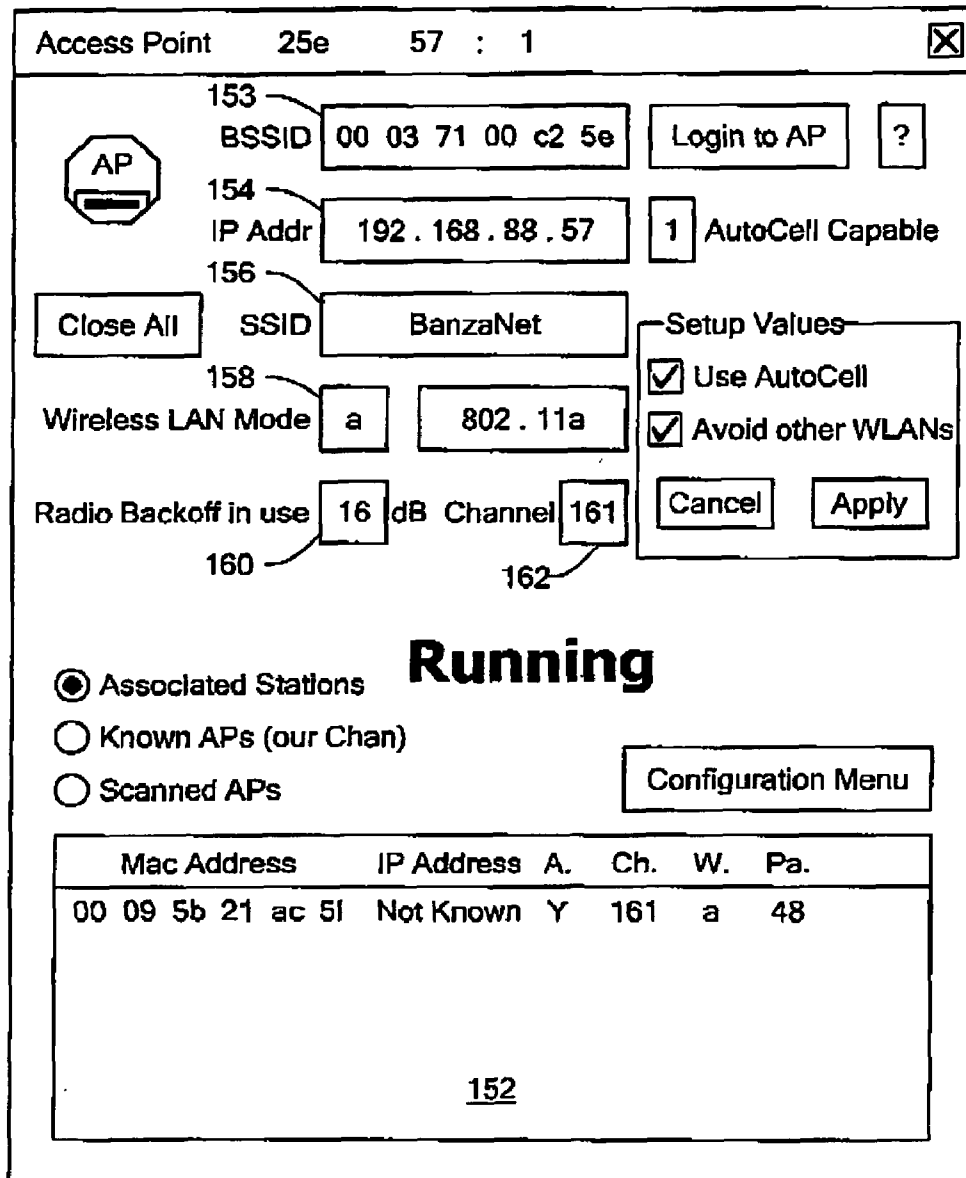 Access Point 25e 57 : 1
153
BSSID 00 03 71 00 c2 5e Login to AP ?
AP
154
IP Addr 192.168.88.57 1 AutoCell Capable
156
Close All SSID BanzaNet Setup Values
Use AutoCell
158
Wireless LAN Mode a 802.11a Avoid other WLANs
Radio Backoff in use 16 dB Channel 161 Cancel Apply
160 162
Running
Associated Stations
Known APs (our Chan)
Scanned APs
Configuration Menu
Mac Address IP Address A. Ch. W. Pa.
00 09 5b 21 ac 5f Not Known Y 161 a 48
152